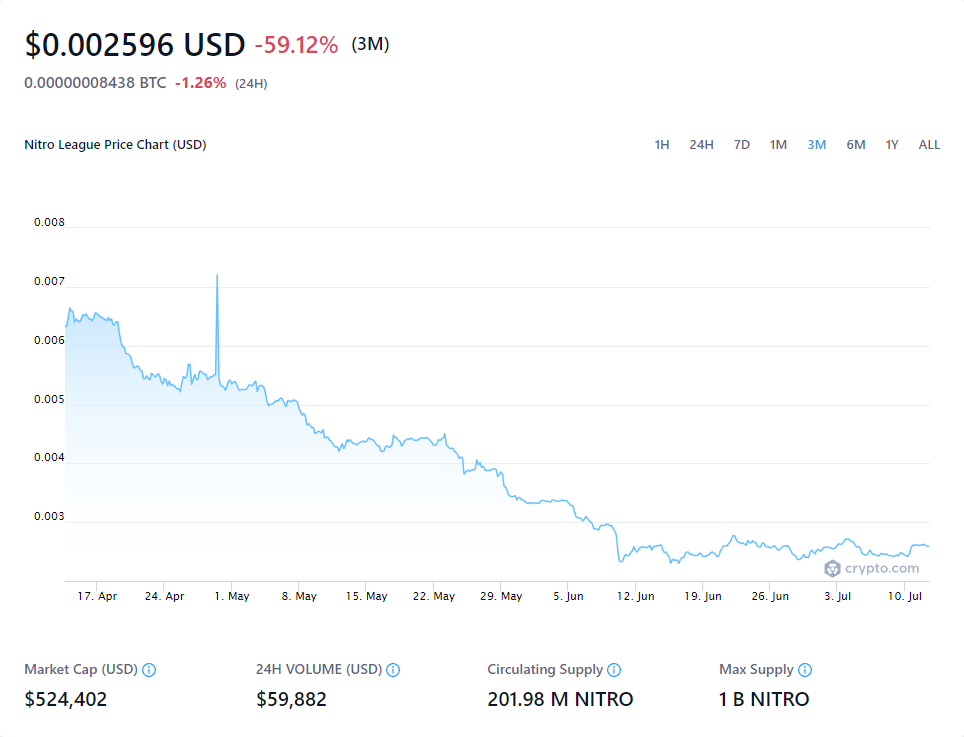 $0.002596 USD -59.12% (3M)
0.00000008438 BTC -1.26% (24H)
Nitro League Price Chart (USD) 1H 24H 7D 1M 3M 6M 1Y ALL
0.008
0.007
0.006
0.005
0.004
0.003
crypto.com
17. Apr 24. Apr 1. May 8. May 15. May 22. May 29. May 5. Jun 12. Jun 19. Jun 26. Jun 3. Jul 10. Jul
Market Cap (USD) 24H VOLUME (USD) Circulating Supply Max Supply
$524,402 $59,882 201.98 M NITRO 1 B NITRO